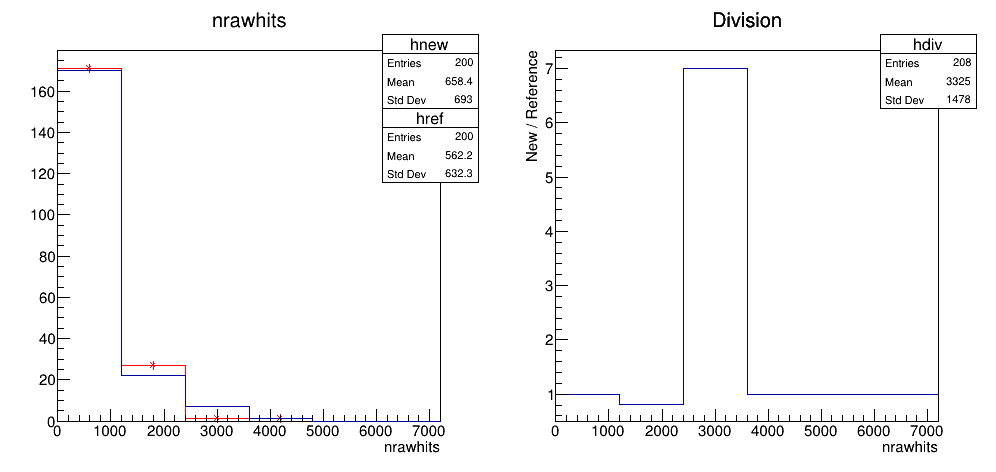 nrawhits
hnew
Entries 200
Mean 658.4
Std Dev 693
href
Entries 200
Mean 562.2
Std Dev 632.3
160
140
120
100
80
60
40
20
0
0 1000 2000 3000 4000 5000 6000 7000
nrawhits
Division
hdiv
Entries 208
Mean 3325
Std Dev 1478
New / Reference
7
6
5
4
3
2
1
0 1000 2000 3000 4000 5000 6000 7000
nrawhits